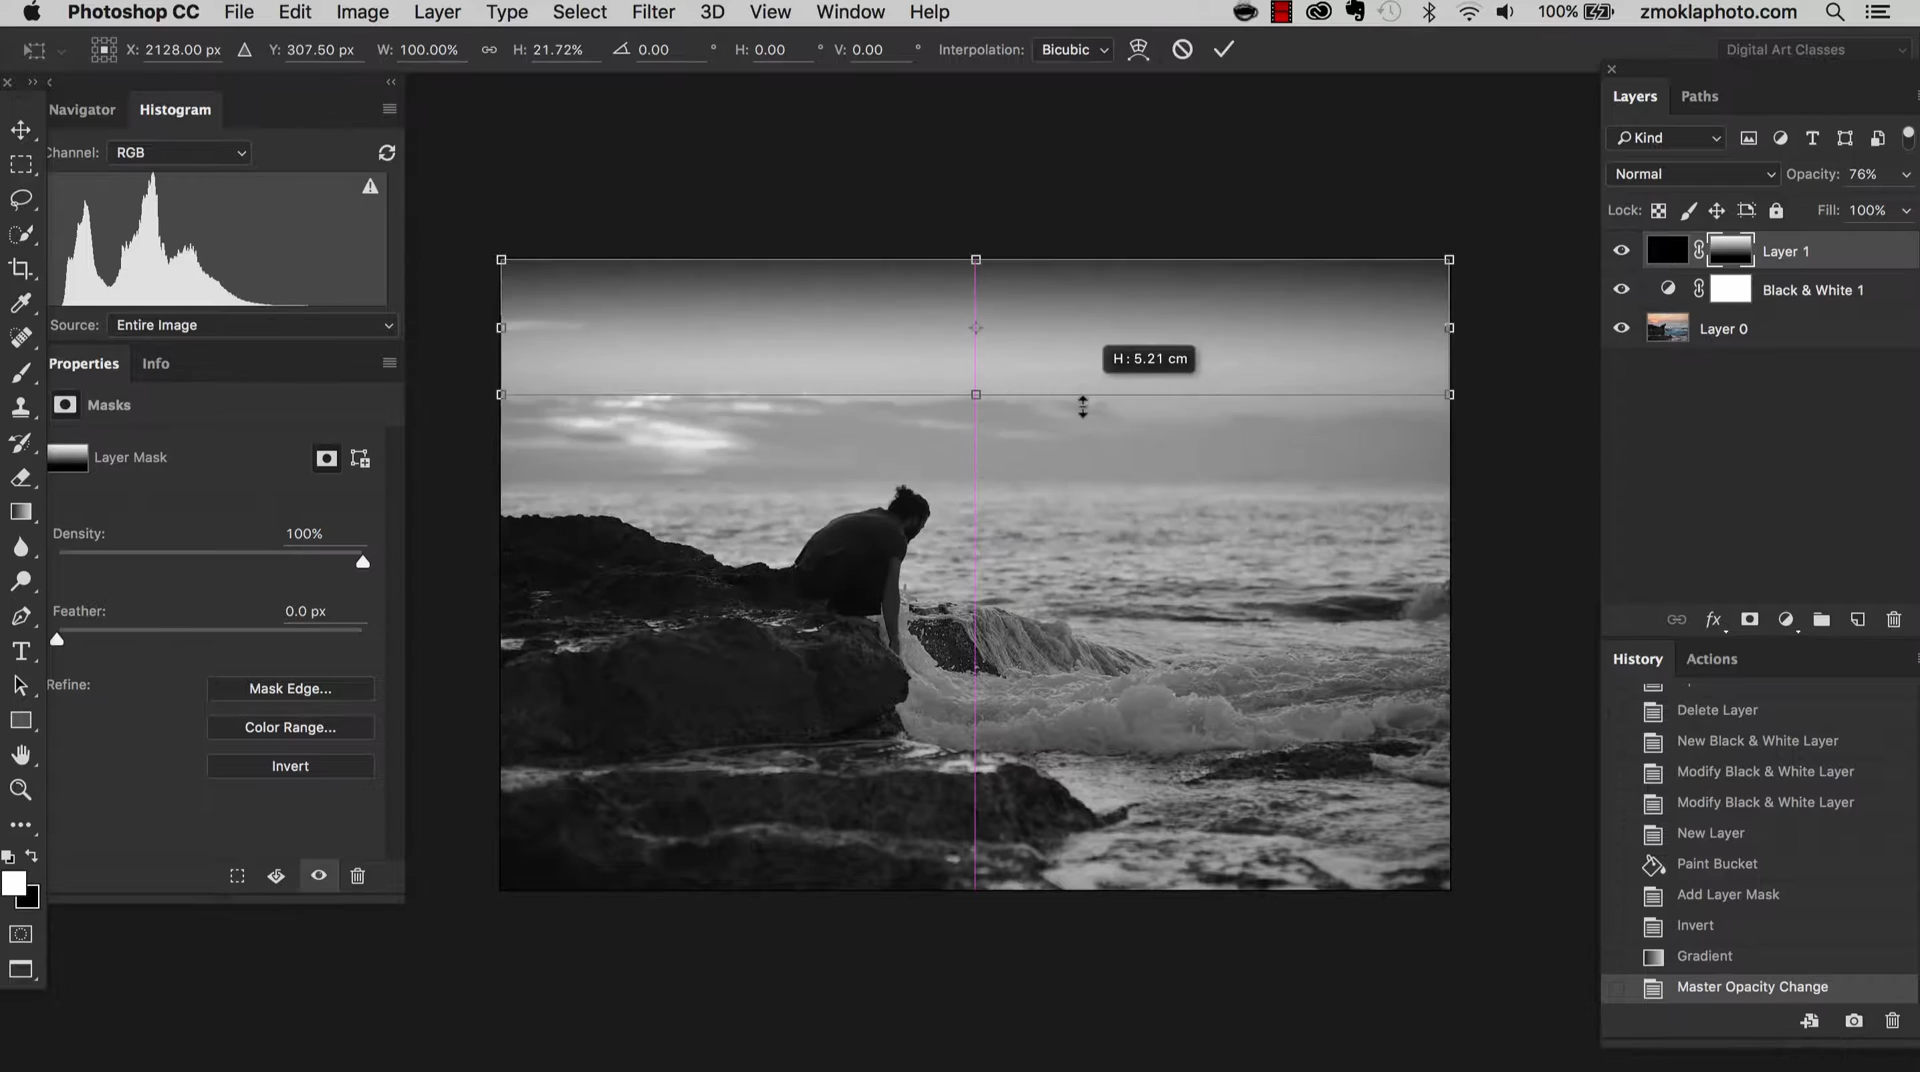 Photoshop CC File Edit Image Layer Type Select Filter 3D View Window Help 100% zmoklaphoto.com
X: 2128.00 px Y: 307.50 px W: 100.00% H: 21.72% 0.00 ° H: 0.00 ° V: 0.00 ° Interpolation: Bicubic Digital Art Classes
Navigator Histogram
Channel: RGB
Source: Entire Image
Properties Info
Masks
Layer Mask
Density: 100%
Feather: 0.0 px
Refine: Mask Edge...
Color Range...
Invert
H : 5.21 cm
Layers Paths
Kind
Normal Opacity: 76%
Lock: Fill: 100%
Layer 1
Black & White 1
Layer 0
fx
History Actions
Delete Layer
New Black & White Layer
Modify Black & White Layer
Modify Black & White Layer
New Layer
Paint Bucket
Add Layer Mask
Invert
Gradient
Master Opacity Change